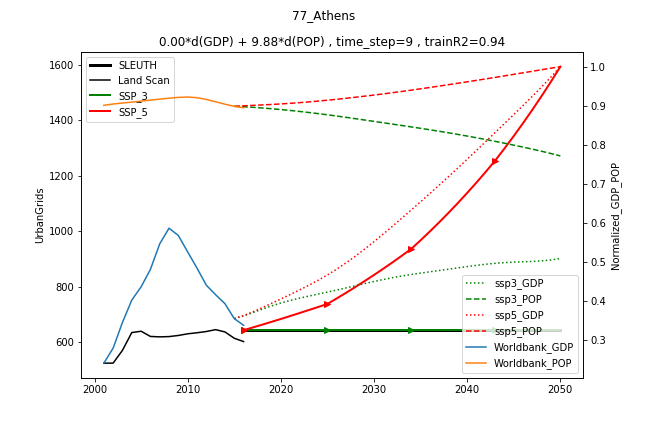 77_Athens
0.00*d(GDP) + 9.88*d(POP) , time_step=9 , trainR2=0.94
SLEUTH
Land Scan
SSP_3
SSP_5
1600
1400
1200
1000
800
600
UrbanGrids
1.0
0.9
0.8
0.7
0.6
0.5
0.4
0.3
Normalized_GDP_POP
ssp3_GDP
ssp3_POP
ssp5_GDP
ssp5_POP
Worldbank_GDP
Worldbank_POP
2000
2010
2020
2030
2040
2050